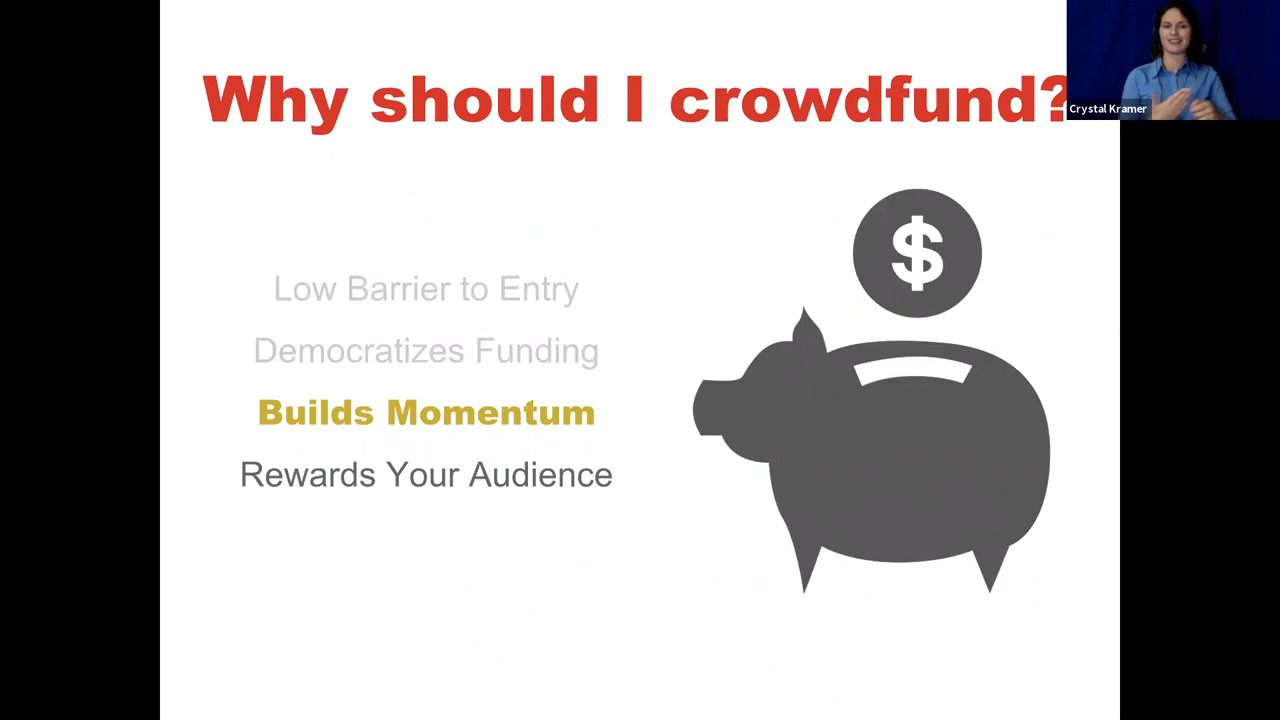 Why should I crowdfund?
Crystal Kramer
$
Low Barrier to Entry
Democratizes Funding
Builds Momentum
Rewards Your Audience